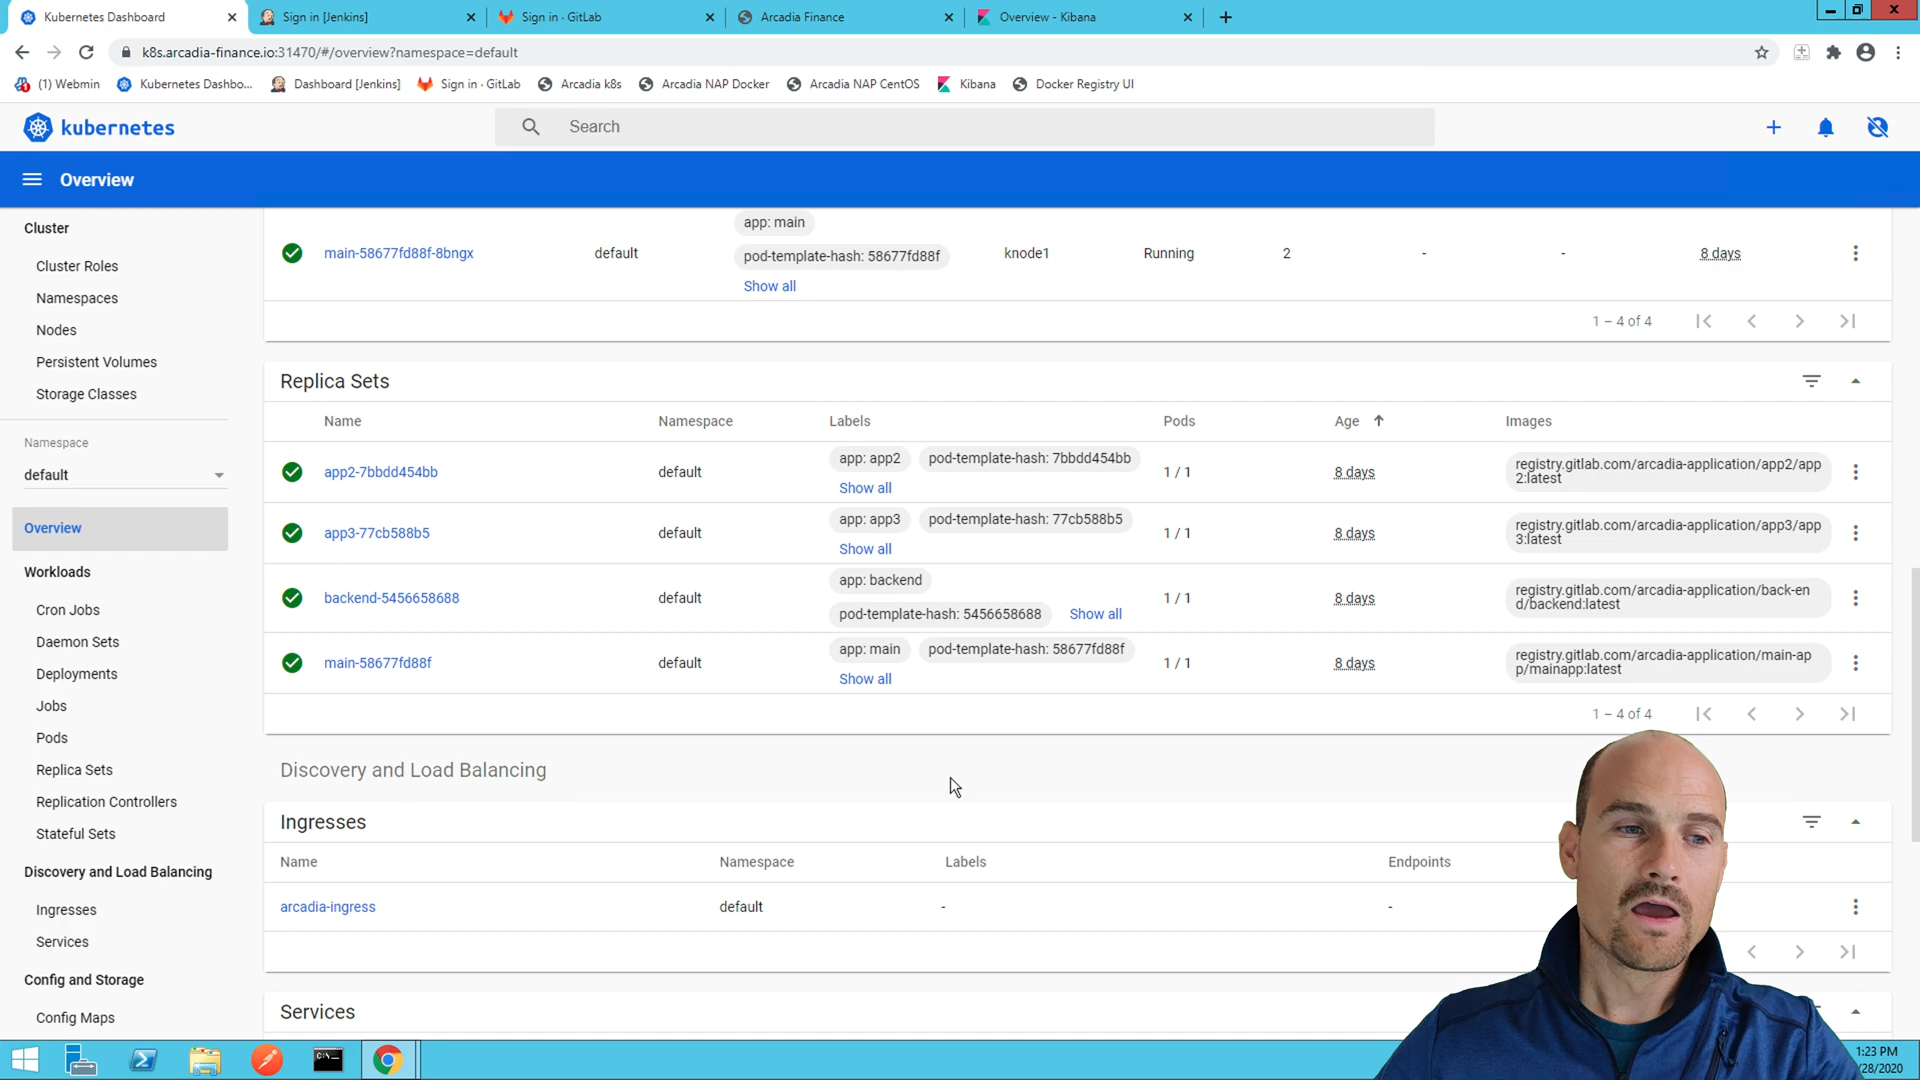 Kubernetes Dashboard
Sign in [Jenkins]
Sign in · GitLab
Arcadia Finance
Overview - Kibana
k8s.arcadia-finance.io:31470/#/overview?namespace=default
(1) Webmin
Kubernetes Dashbo...
Dashboard [Jenkins]
Sign in · GitLab
Arcadia k8s
Arcadia NAP Docker
Arcadia NAP CentOS
Kibana
Docker Registry UI
kubernetes
Search
Overview
Cluster
Cluster Roles
Namespaces
Nodes
Persistent Volumes
Storage Classes
Namespace
default
Overview
Workloads
Cron Jobs
Daemon Sets
Deployments
Jobs
Pods
Replica Sets
Replication Controllers
Stateful Sets
Discovery and Load Balancing
Ingresses
Services
Config and Storage
Config Maps
app: main
main-58677fd88f-8bngx default pod-template-hash: 58677fd88f knode1 Running 2 - - 8 days
Show all
1 – 4 of 4
Replica Sets
Name Namespace Labels Pods Age Images
app2-7bbdd454bb default app: app2 pod-template-hash: 7bbdd454bb 1 / 1 8 days registry.gitlab.com/arcadia-application/app2/app
2:latest
Show all
app3-77cb588b5 default app: app3 pod-template-hash: 77cb588b5 1 / 1 8 days registry.gitlab.com/arcadia-application/app3/app
3:latest
Show all
app: backend
backend-5456658688 default pod-template-hash: 5456658688 Show all 1 / 1 8 days registry.gitlab.com/arcadia-application/back-en
d/backend:latest
main-58677fd88f default app: main pod-template-hash: 58677fd88f 1 / 1 8 days registry.gitlab.com/arcadia-application/main-ap
p/mainapp:latest
Show all
1 – 4 of 4
Discovery and Load Balancing
Ingresses
Name Namespace Labels Endpoints
arcadia-ingress default - -
Services
1:23 PM
/28/2020